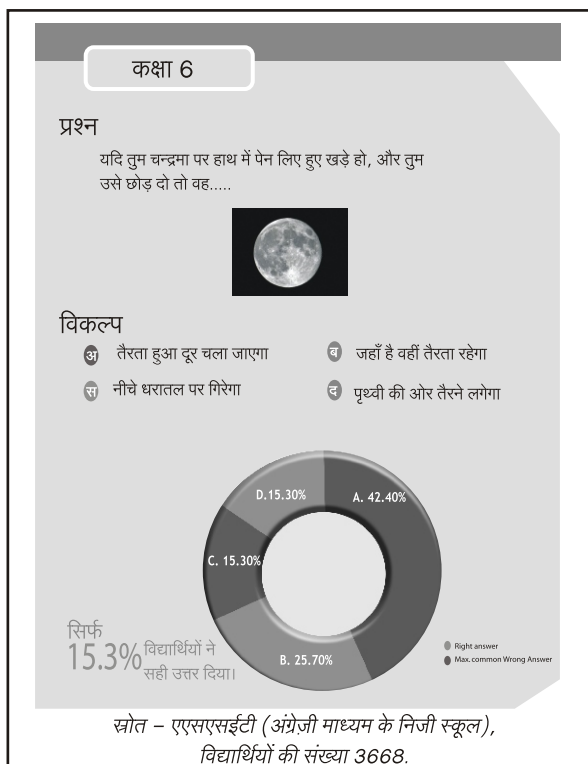 कक्षा 6
प्रश्न
यदि तुम चन्द्रमा पर हाथ में पेन लिए हुए खड़े हो, और तुम
उसे छोड़ दो तो वह.....
विकल्प
अ तैरता हुआ दूर चला जाएगा
ब जहाँ है वहीं तैरता रहेगा
स नीचे धरातल पर गिरेगा
द पृथ्वी की ओर तैरने लगेगा
D.15.30%
A. 42.40%
C. 15.30%
B. 25.70%
सिर्फ
15.3% विद्यार्थियों ने
सही उत्तर दिया।
Right answer
Max. common Wrong Answer
स्रोत – एएसएसईटी (अंग्रेज़ी माध्यम के निजी स्कूल),
विद्यार्थियों की संख्या 3668.